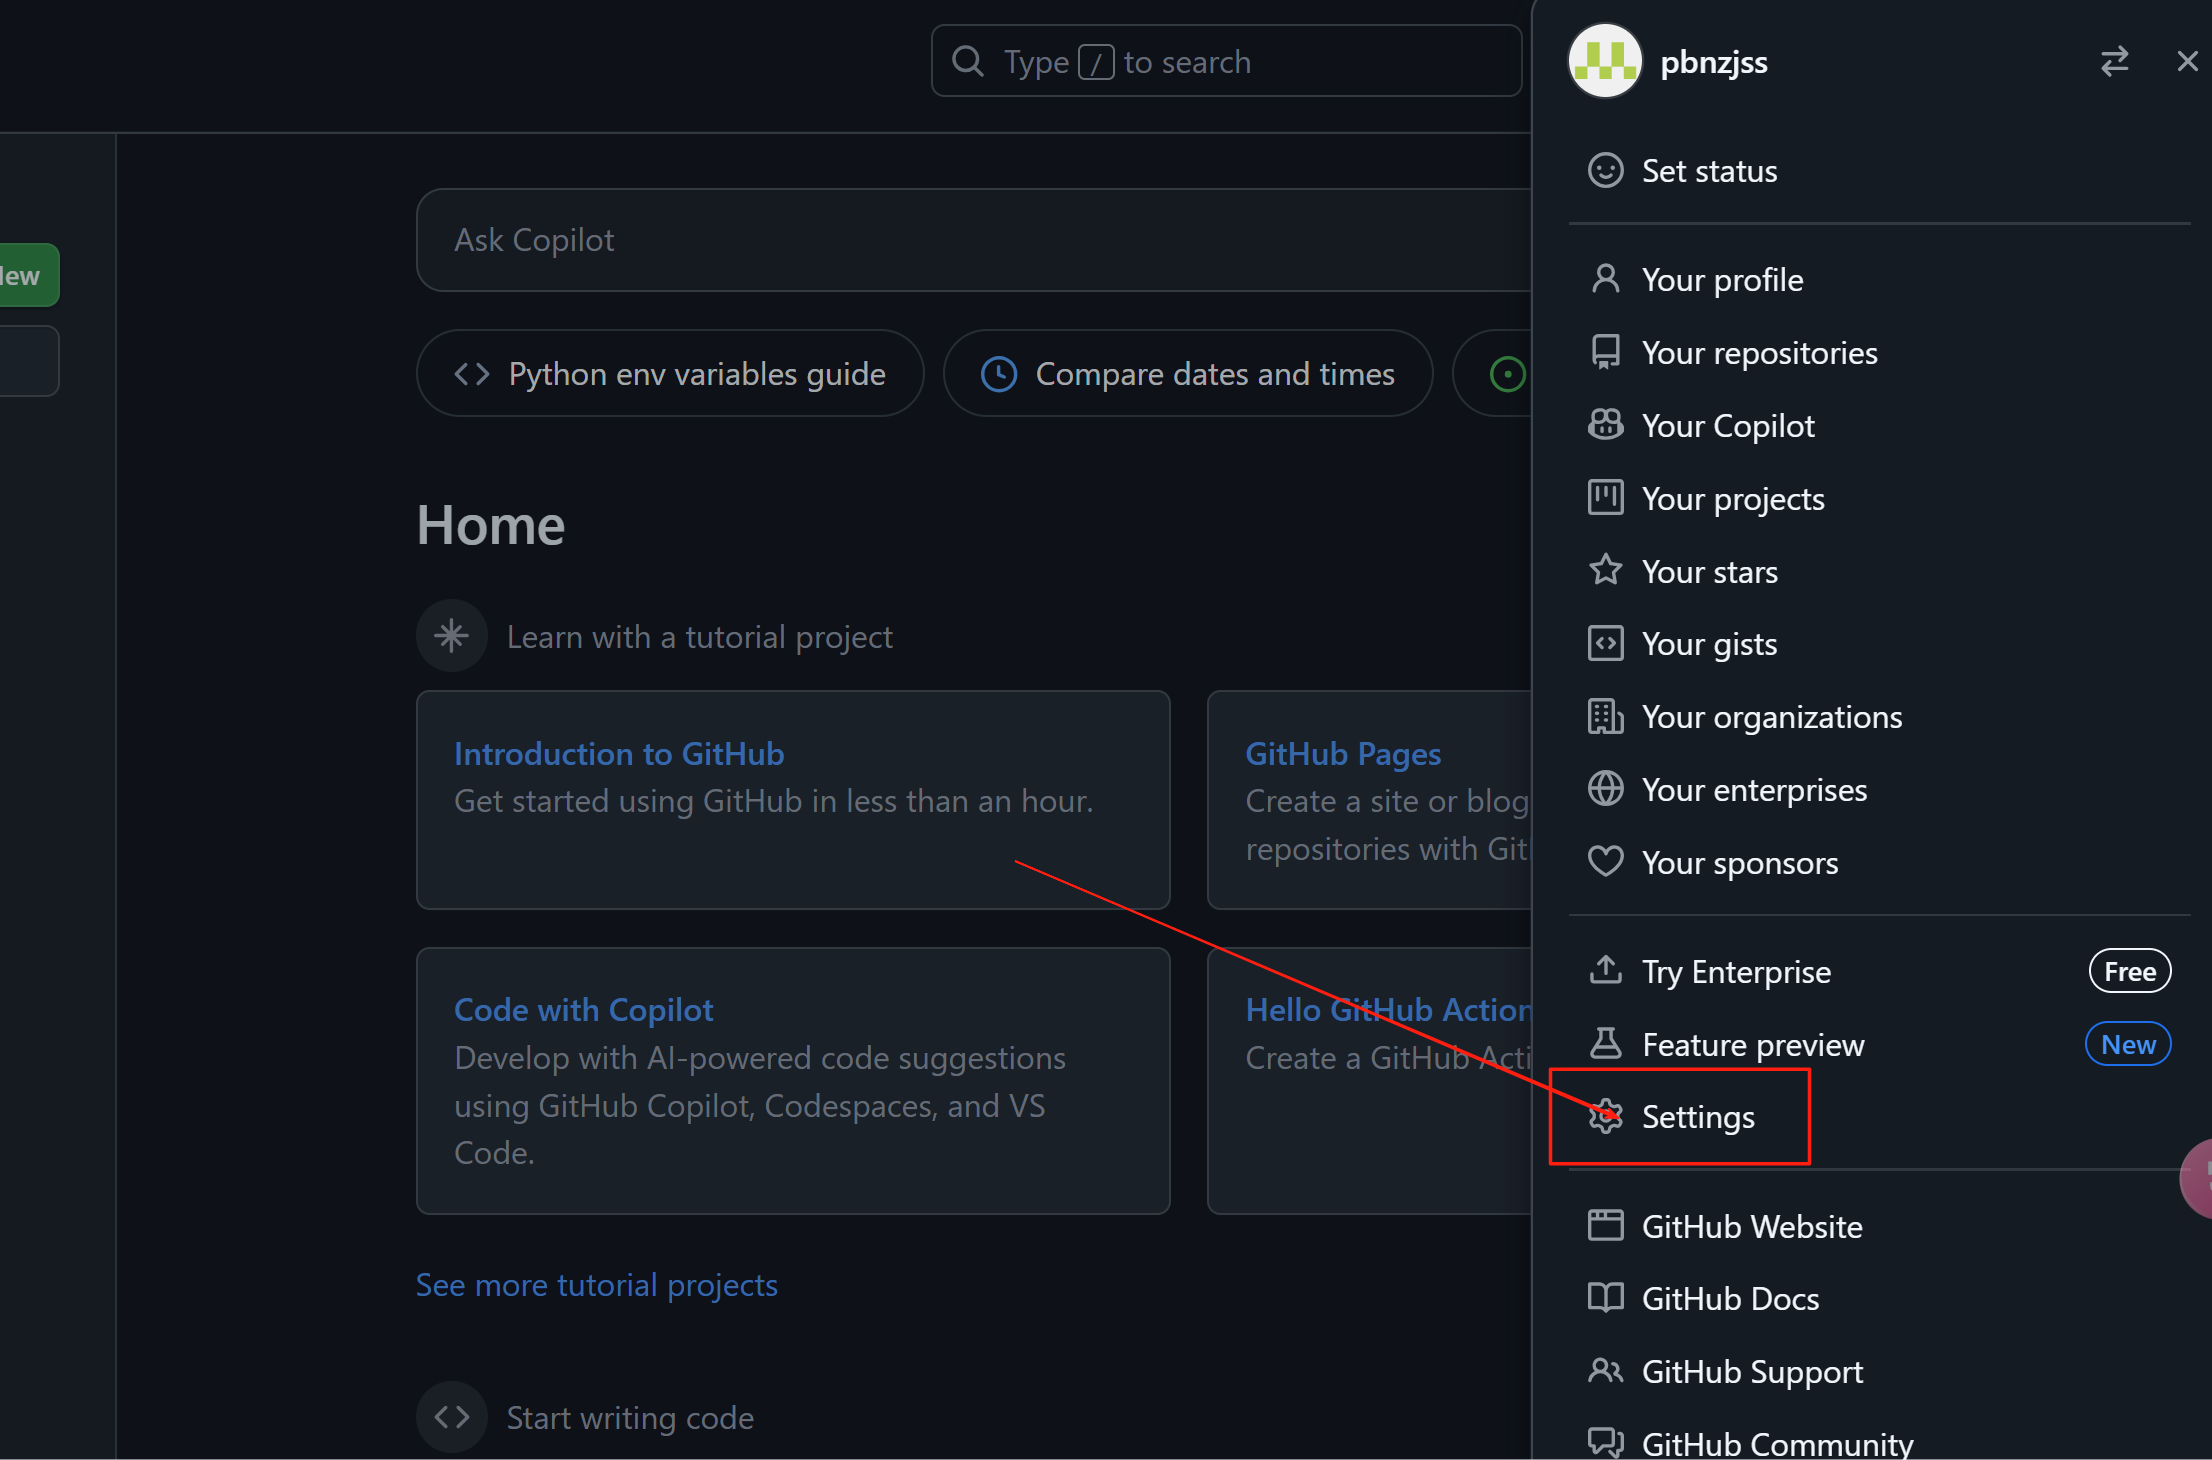 Type / to search
pbnzjss
Set status
Ask Copilot
Your profile
Your repositories
Python env variables guide
Compare dates and times
Your Copilot
Your projects
Home
Your stars
Learn with a tutorial project
Your gists
Your organizations
Introduction to GitHub
Get started using GitHub in less than an hour.
GitHub Pages
Create a site or blog
repositories with Git
Your enterprises
Your sponsors
Try Enterprise Free
Feature preview New
Code with Copilot
Develop with AI-powered code suggestions
using GitHub Copilot, Codespaces, and VS
Code.
Hello GitHub Action
Create a GitHub Acti
Settings
GitHub Website
See more tutorial projects
GitHub Docs
GitHub Support
Start writing code
GitHub Community